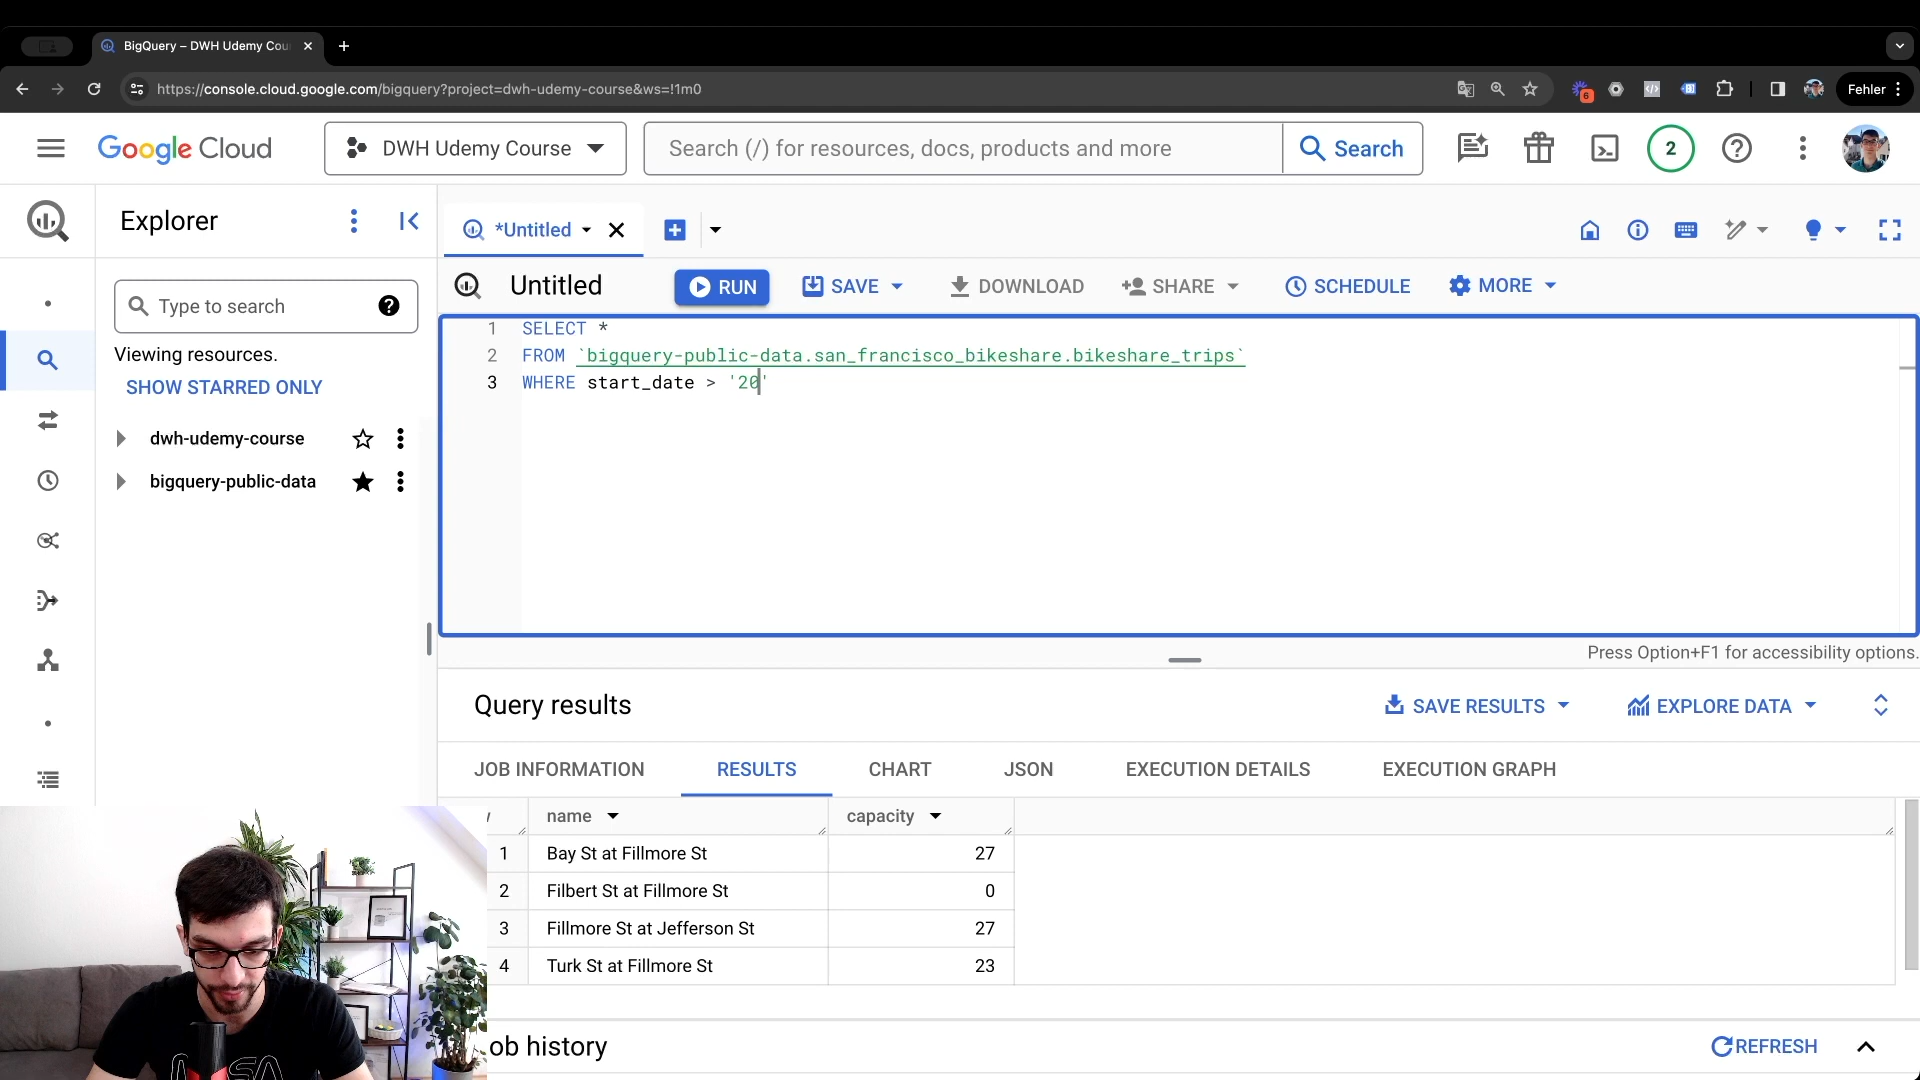 BigQuery – DWH Udemy Cou
https://console.cloud.google.com/bigquery?project=dwh-udemy-course&ws=!1m0
6
Fehler
Google Cloud
DWH Udemy Course
Search (/) for resources, docs, products and more
Search
2
Explorer
*Untitled
Untitled
RUN
SAVE
DOWNLOAD
SHARE
SCHEDULE
MORE
Type to search
Viewing resources.
SHOW STARRED ONLY
dwh-udemy-course
bigquery-public-data
1 SELECT *
2 FROM `bigquery-public-data.san_francisco_bikeshare.bikeshare_trips`
3 WHERE start_date > '20'
Press Option+F1 for accessibility options.
Query results
SAVE RESULTS
EXPLORE DATA
JOB INFORMATION
RESULTS
CHART
JSON
EXECUTION DETAILS
EXECUTION GRAPH
name capacity
1 Bay St at Fillmore St 27
2 Filbert St at Fillmore St 0
3 Fillmore St at Jefferson St 27
4 Turk St at Fillmore St 23
ob history
REFRESH